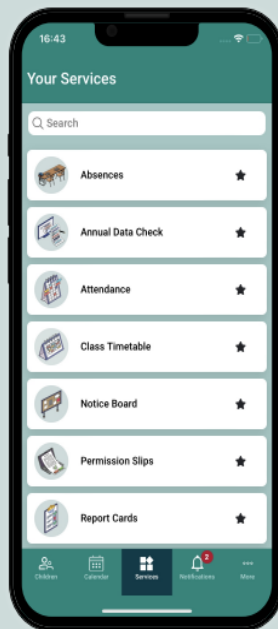 16:43
Your Services
Search
Absences
Annual Data Check
Attendance
Class Timetable
Notice Board
Permission Slips
Report Cards
2
Children Calendar Services Notifications More